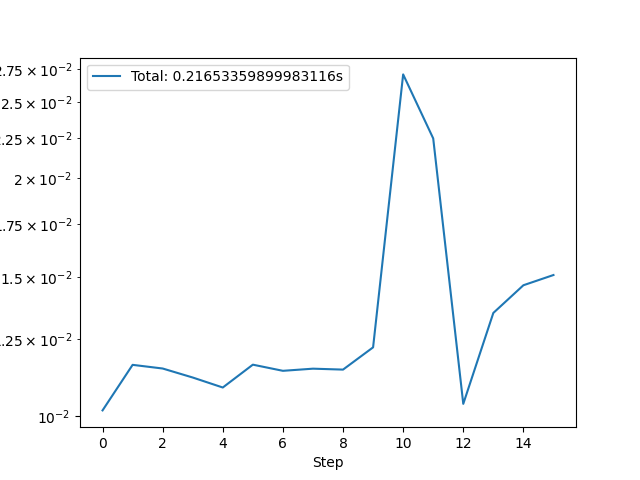 Total: 0.21653359899983116s
2.75 × 10⁻²
2.5 × 10⁻²
2.25 × 10⁻²
2 × 10⁻²
1.75 × 10⁻²
1.5 × 10⁻²
1.25 × 10⁻²
10⁻²
0 2 4 6 8 10 12 14
Step